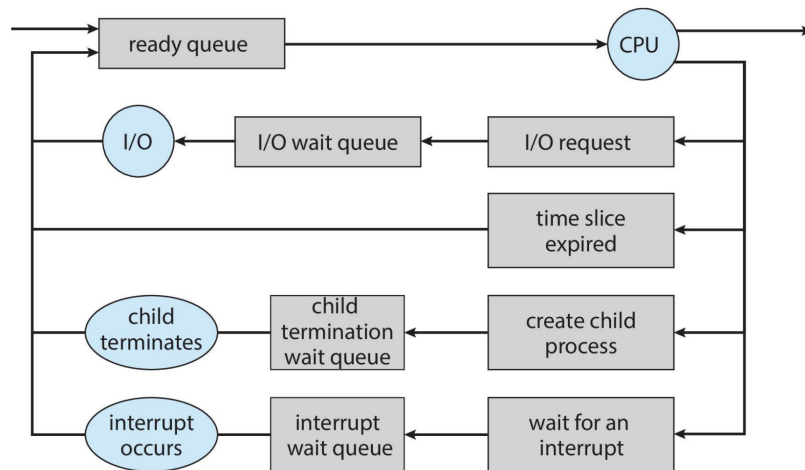 ready queue
CPU
I/O
I/O wait queue
I/O request
time slice
expired
child
terminates
child
termination
wait queue
create child
process
interrupt
occurs
interrupt
wait queue
wait for an
interrupt